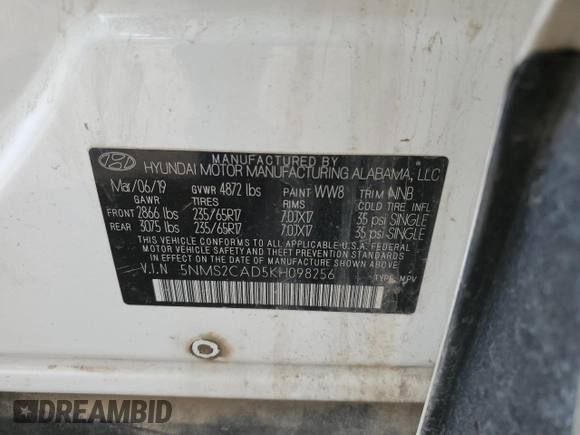 MANUFACTURED BY
HYUNDAI MOTOR MANUFACTURING ALABAMA, LLC
Mar/06/19 GVWR 4872 lbs PAINT WW8 TRIM NNB
GAWR TIRES RIMS COLD TIRE INF.
FRONT 2866 lbs 235/65R17 7.0JX17 35 psi SINGLE
REAR 3075 lbs 235/65R17 7.0JX17 35 psi SINGLE
THIS VEHICLE CONFORMS TO ALL APPLICABLE U.S.A. FEDERAL
MOTOR VEHICLE SAFETY AND THEFT PREVENTION STANDARDS
IN EFFECT ON THE DATE OF MANUFACTURE SHOWN ABOVE.
V.I.N 5NMS2CAD5KH098256
TYPE: MPV
DREAMBID